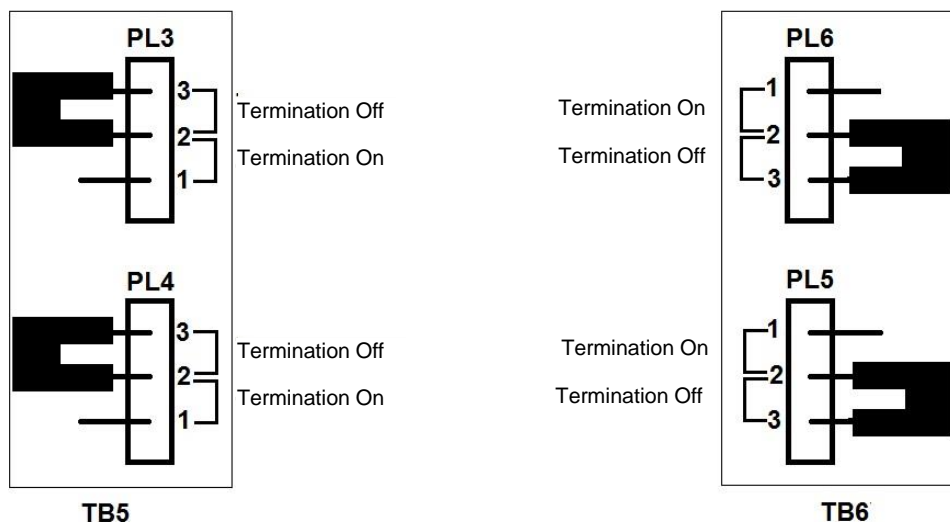 PL3
3
Termination Off
2
Termination On
1
PL4
3
Termination Off
2
Termination On
1
TB5
PL6
1
Termination On
2
Termination Off
3
PL5
1
Termination On
2
Termination Off
3
TB6